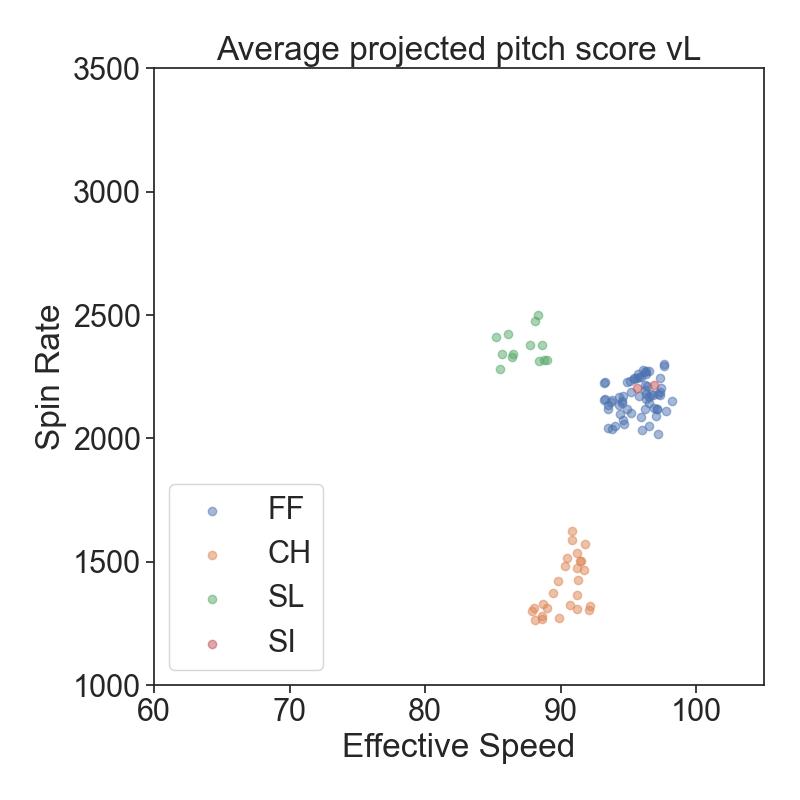 Average projected pitch score vL
3500
3000
2500
2000
1500
1000
Spin Rate
FF
CH
SL
SI
60 70 80 90 100
Effective Speed